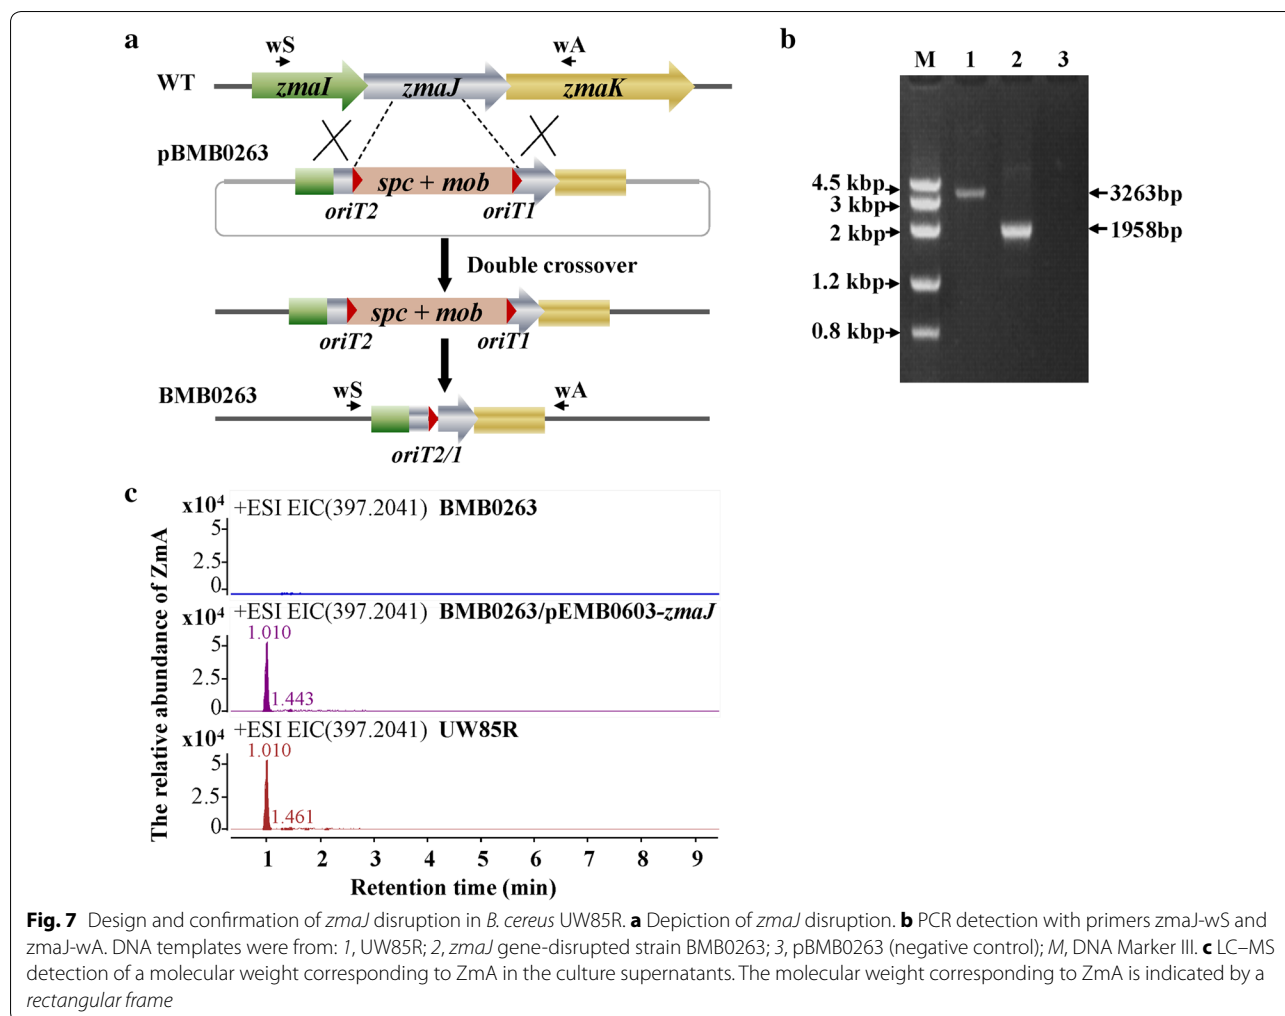 a
wS
wA
WT
zmaI
zmaJ
zmaK
pBMB0263
spc + mob
oriT2
oriT1
Double crossover
spc + mob
oriT2
oriT1
BMB0263
wS
wA
oriT2/1
b
M 1 2 3
4.5 kbp
3 kbp
2 kbp
1.2 kbp
0.8 kbp
3263bp
1958bp
c
The relative abundance of ZmA
x10⁴
+ESI EIC(397.2041) BMB0263
5
2.5
0
x10⁴
+ESI EIC(397.2041) BMB0263/pEMB0603-zmaJ
1.010
5
2.5
1.443
0
x10⁴
+ESI EIC(397.2041) UW85R
1.010
5
2.5
1.461
0
1 2 3 4 5 6 7 8 9
Retention time (min)
Fig. 7 Design and confirmation of zmaJ disruption in B. cereus UW85R. a Depiction of zmaJ disruption. b PCR detection with primers zmaJ-wS and
zmaJ-wA. DNA templates were from: 1, UW85R; 2, zmaJ gene-disrupted strain BMB0263; 3, pBMB0263 (negative control); M, DNA Marker III. c LC–MS
detection of a molecular weight corresponding to ZmA in the culture supernatants. The molecular weight corresponding to ZmA is indicated by a
rectangular frame